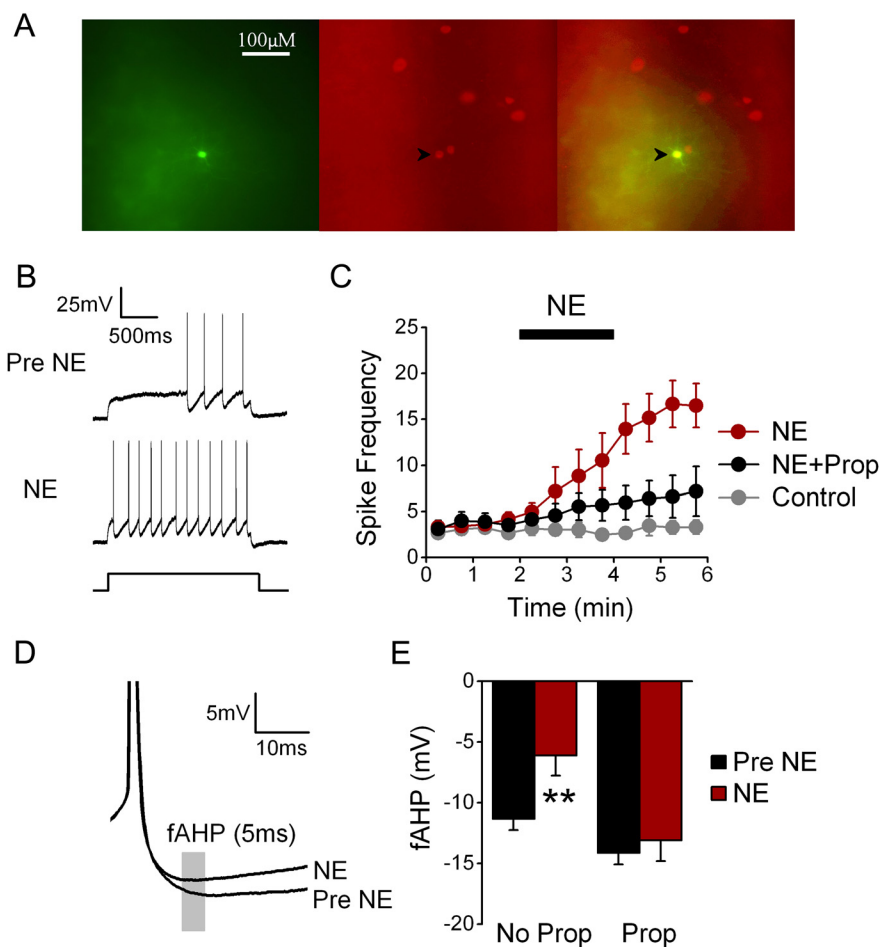 A
100μM
B
25mV
500ms
Pre NE
NE
C
NE
25
20
15
10
5
0
Spike Frequency
0 1 2 3 4 5 6
Time (min)
NE
NE+Prop
Control
D
5mV
10ms
fAHP (5ms)
NE
Pre NE
E
0
-5
-10
-15
-20
fAHP (mV)
**
No Prop Prop
Pre NE
NE